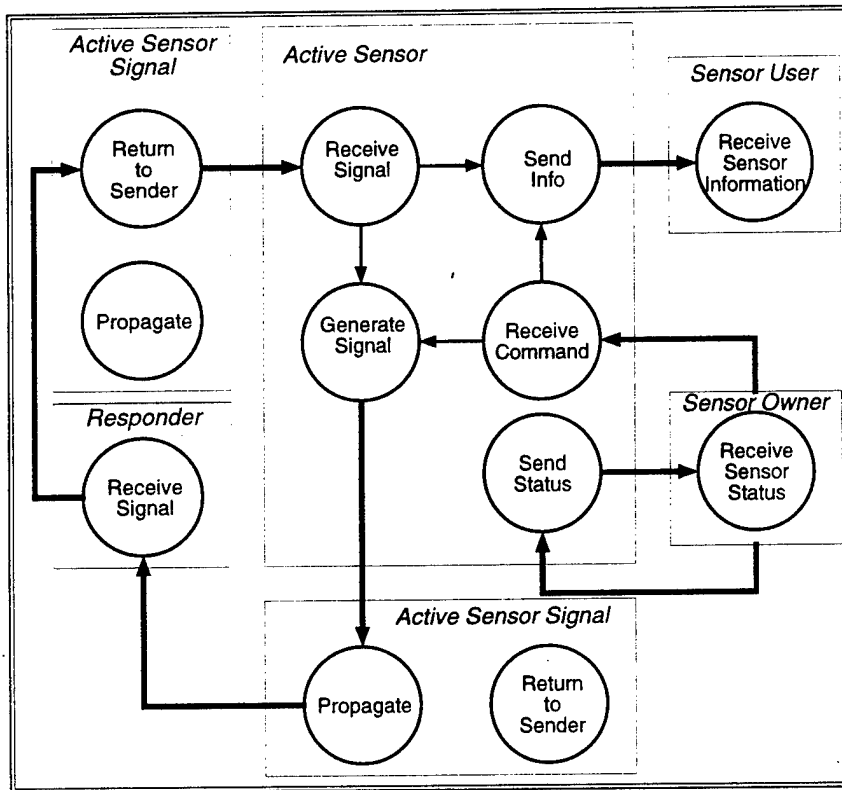 Active Sensor
Signal
Active Sensor
Sensor User
Return
to
Sender
Receive
Signal
Send
Info
Receive
Sensor
Information
Propagate
Generate
Signal
Receive
Command
Responder
Sensor Owner
Receive
Signal
Send
Status
Receive
Sensor
Status
Active Sensor Signal
Propagate
Return
to
Sender